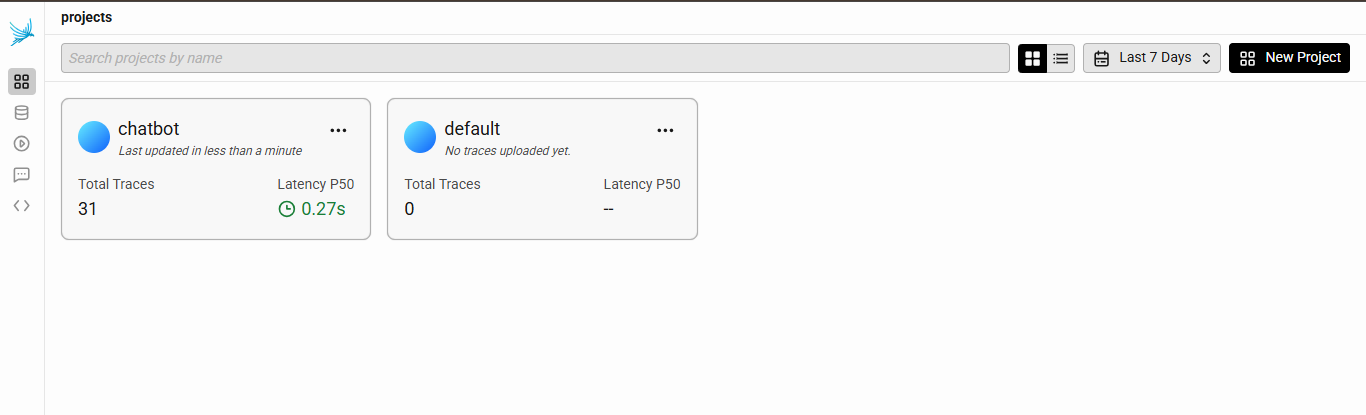 projects
Search projects by name
Last 7 Days
New Project
chatbot
Last updated in less than a minute
Total Traces
Latency P50
31
0.27s
default
No traces uploaded yet.
Total Traces
Latency P50
0
--